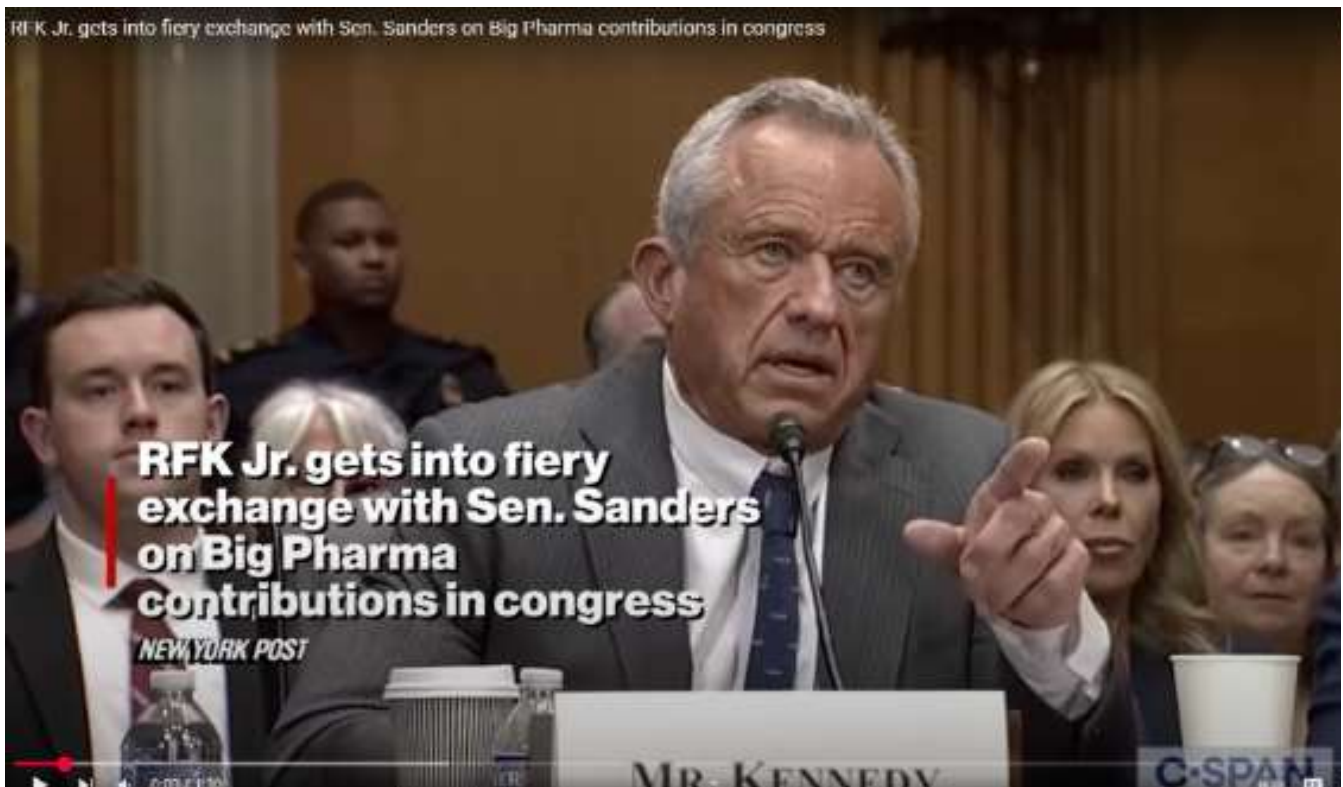 RFK Jr. gets into fiery exchange with Sen. Sanders on Big Pharma contributions in congress
RFK Jr. gets into fiery
exchange with Sen. Sanders
on Big Pharma
contributions in congress
NEW YORK POST
MR. KENNEDY
C-SPAN